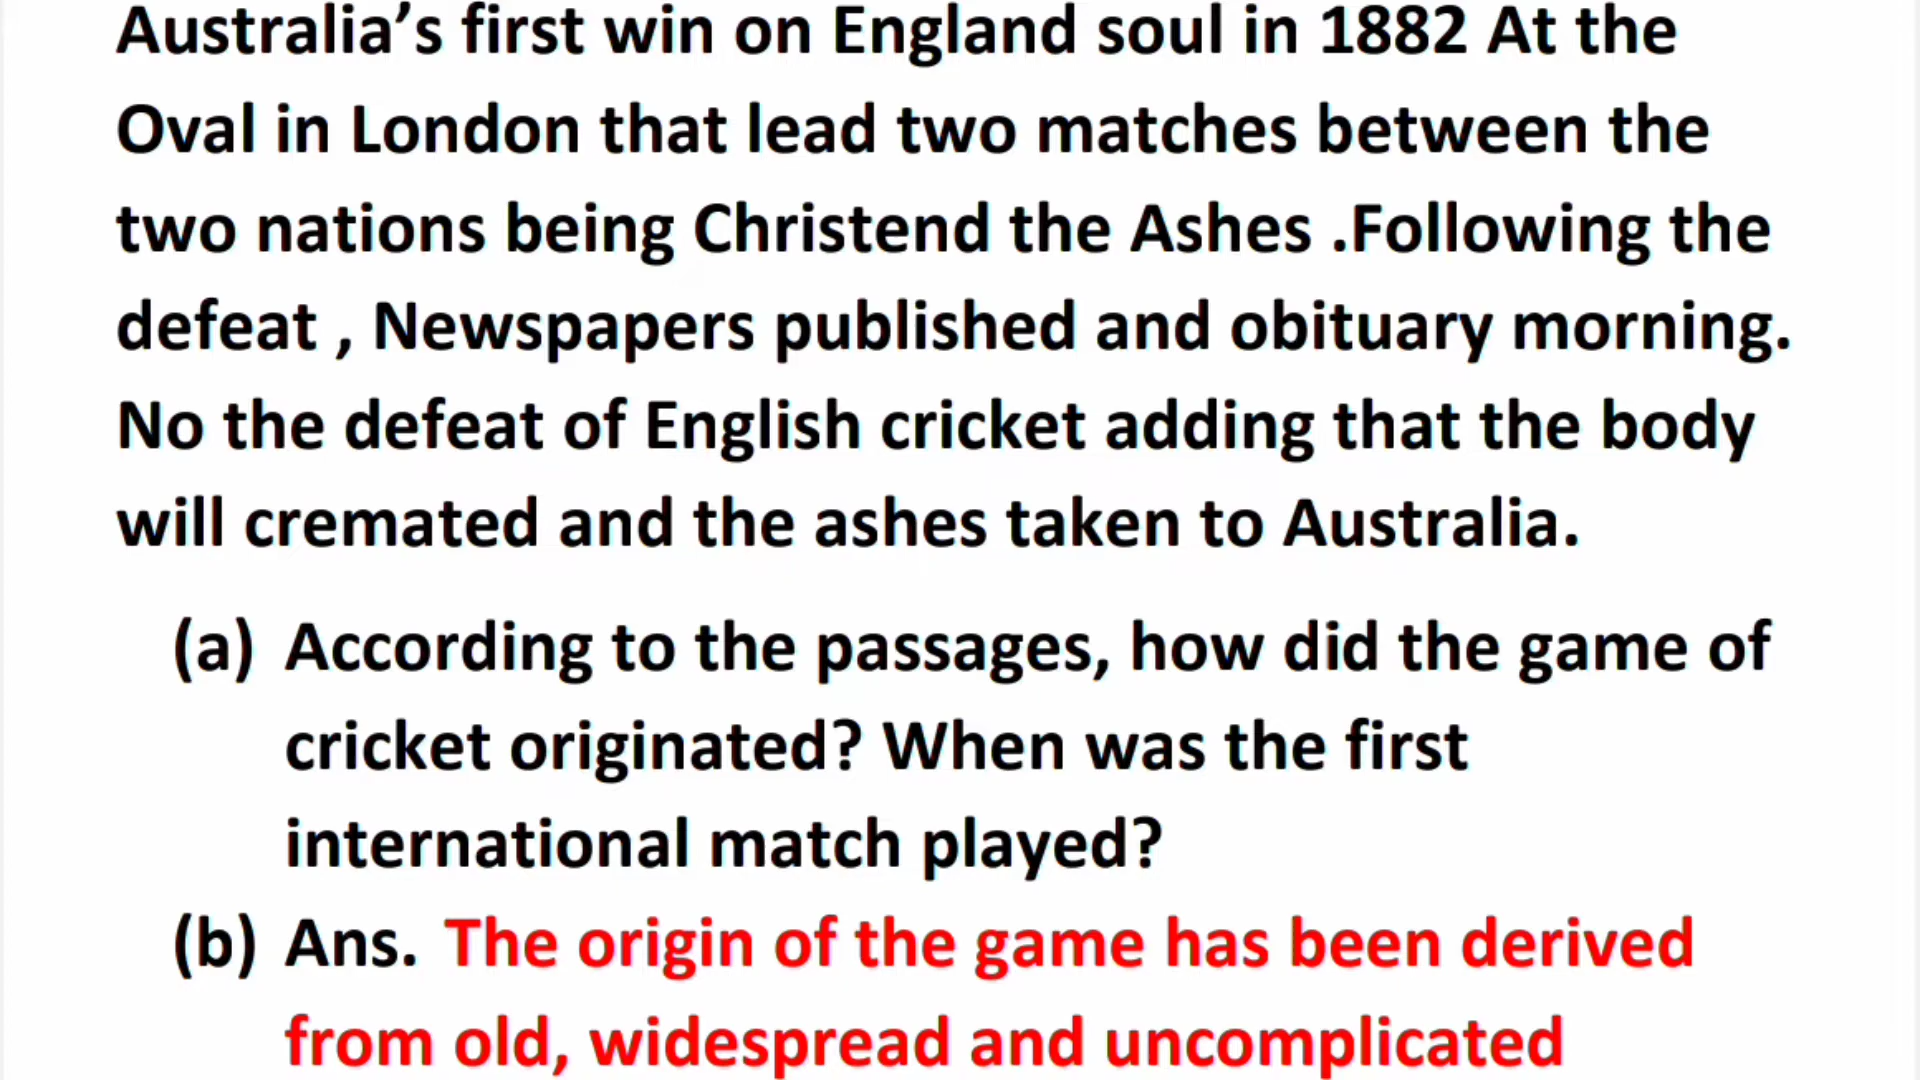 Australia’s first win on England soul in 1882 At the
Oval in London that lead two matches between the
two nations being Christend the Ashes .Following the
defeat , Newspapers published and obituary morning.
No the defeat of English cricket adding that the body
will cremated and the ashes taken to Australia.
(a) According to the passages, how did the game of
cricket originated? When was the first
international match played?
(b) Ans. The origin of the game has been derived
from old, widespread and uncomplicated